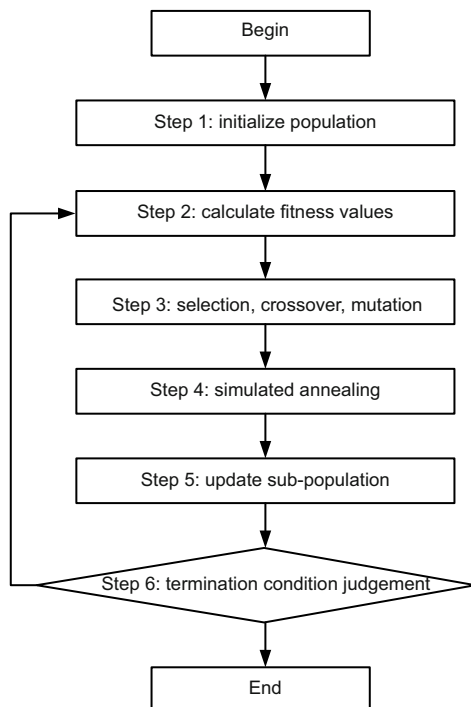 Begin
Step 1: initialize population
Step 2: calculate fitness values
Step 3: selection, crossover, mutation
Step 4: simulated annealing
Step 5: update sub-population
Step 6: termination condition judgement
End